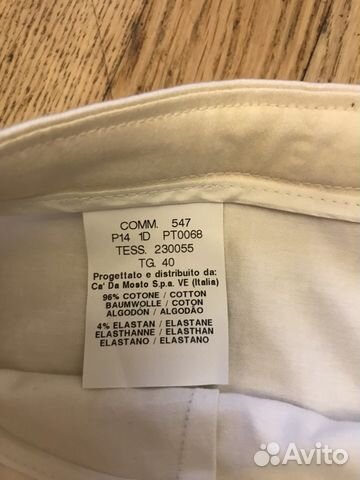 COMM. 547
P14 1D PT0068
TESS. 230055
TG. 40
Progettato e distribuito da:
Ca' Da Mosto S.p.a. VE (Italia)
96% COTONE / COTTON
BAUMWOLLE / COTON
ALGODÓN / ALGODÃO
4% ELASTAN / ELASTANE
ELASTHANNE / ELASTHAN
ELASTANO / ELASTANO
Avito